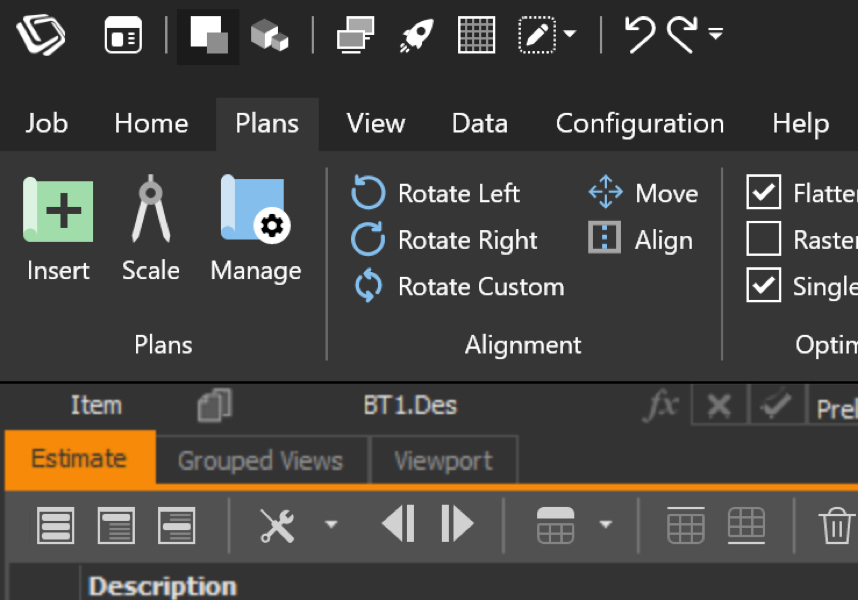 Job Home Plans View Data Configuration Help
Rotate Left Move Flatte
Rotate Right Align Raster
Insert Scale Manage Rotate Custom Single
Plans Alignment Optim
Item BT1.Des fx Prel
Estimate Grouped Views Viewport
Description